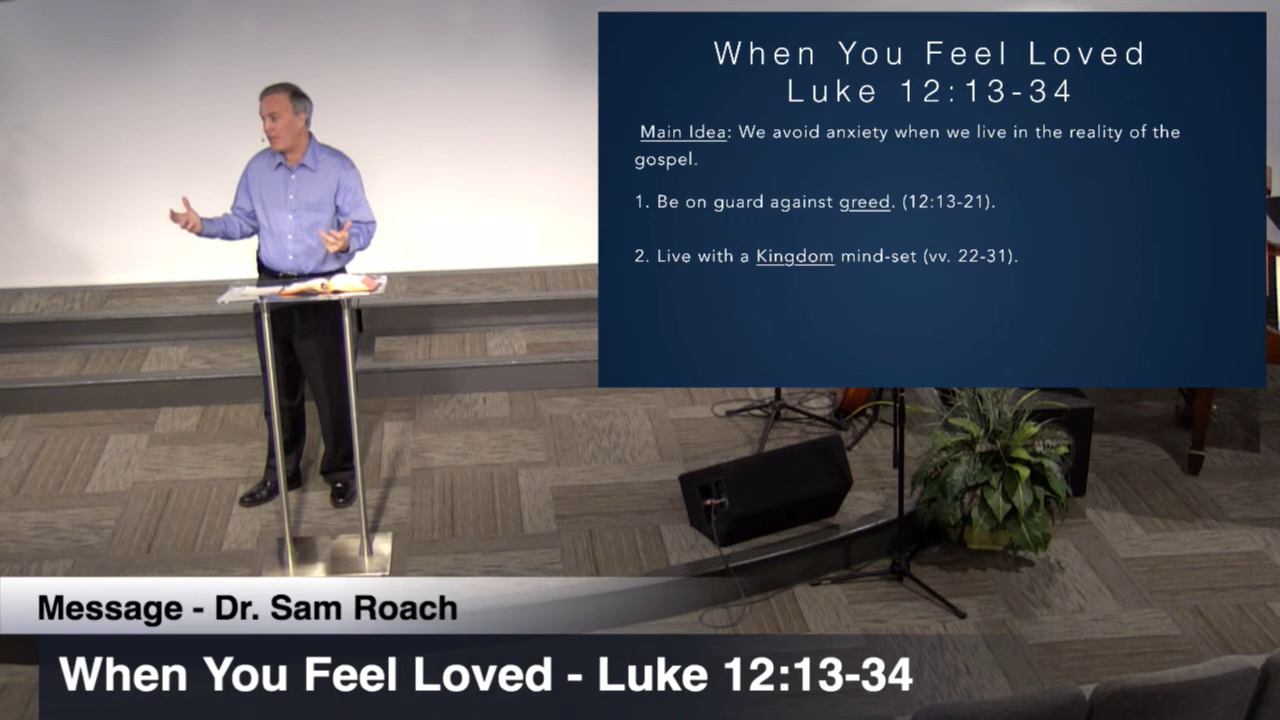 When You Feel Loved
Luke 12:13-34
Main Idea: We avoid anxiety when we live in the reality of the
gospel.
1. Be on guard against greed. (12:13-21).
2. Live with a Kingdom mind-set (vv. 22-31).
Message - Dr. Sam Roach
When You Feel Loved - Luke 12:13-34